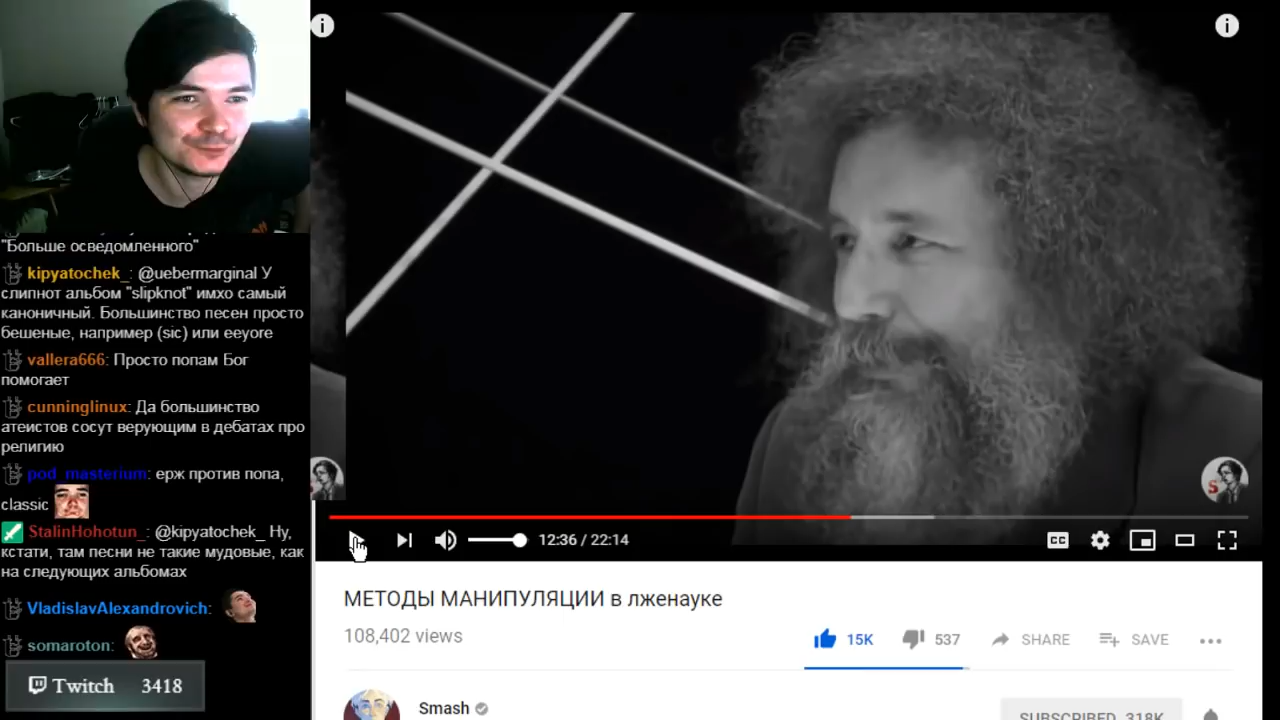 "Больше осведомленного"
kipyatochek_: @uebermarginal У
слипнот альбом "slipknot" имхо самый
каноничный. Большинство песен просто
бешеные, например (sic) или eeyore
vallera666: Просто попам Бог
помогает
cunninglinux: Да большинство
атеистов сосут верующим в дебатах про
религию
pod_masterium: ерж против попа,
classic
StalinHohotun_: @kipyatochek_ Ну,
кстати, там песни не такие мудовые, как
на следующих альбомах
VladislavAlexandrovich:
somaroton:
Twitch 3418
12:36 / 22:14
CC
МЕТОДЫ МАНИПУЛЯЦИИ в лженауке
108,402 views
15K
537
SHARE
SAVE
Smash
SUBSCRIBED 318K